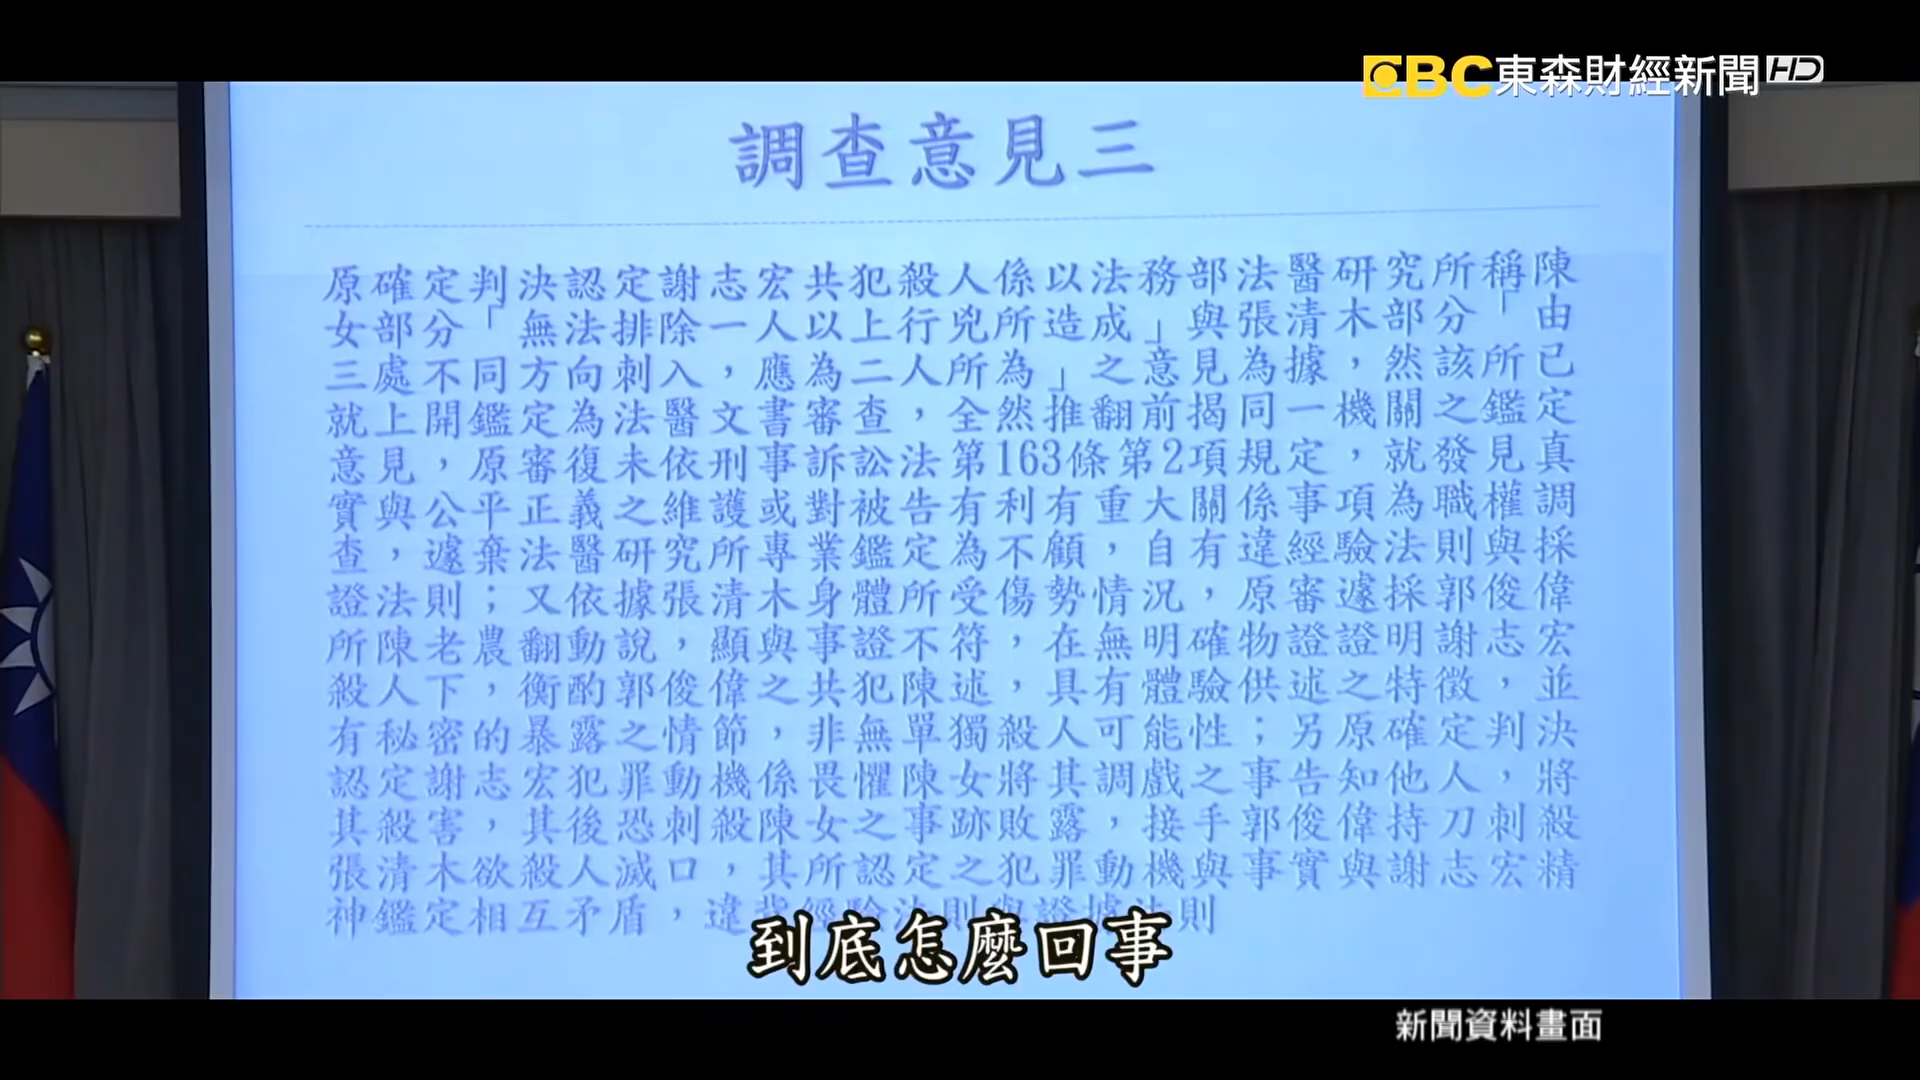 EBC東森財經新聞HD
調查意見三
原確定判決認定謝志宏共犯殺人係以法務部法醫研究所稱陳
女部分「無法排除一人以上行兇所造成」與張清木部分「由
三處不同方向刺入，應為二人所為」之意見為據，然該所已
就上開鑑定為法醫文書審查，全然推翻前揭同一機關之鑑定
意見，原審復未依刑事訴訟法第163條第2項規定，就發見真
實與公平正義之維護或對被告有利有重大關係事項為職權調
查，遽棄法醫研究所專業鑑定為不顧，自有違經驗法則與採
證法則；又依據張清木身體所受傷勢情況，原審遽採郭俊偉
所陳老農翻動說，顯與事證不符，在無明確物證證明謝志宏
殺人下，衡酌郭俊偉之共犯陳述，具有體驗供述之特徵，並
有秘密的暴露之情節，非無單獨殺人可能性；另原確定判決
認定謝志宏犯罪動機係畏懼陳女將其調戲之事告知他人，將
其殺害，其後恐刺殺陳女之事跡敗露，接手郭俊偉持刀刺殺
張清木欲殺人滅口，其所認定之犯罪動機與事實與謝志宏精
神鑑定相互矛盾，違背經驗法則與證據法則
到底怎麼回事
新聞資料畫面